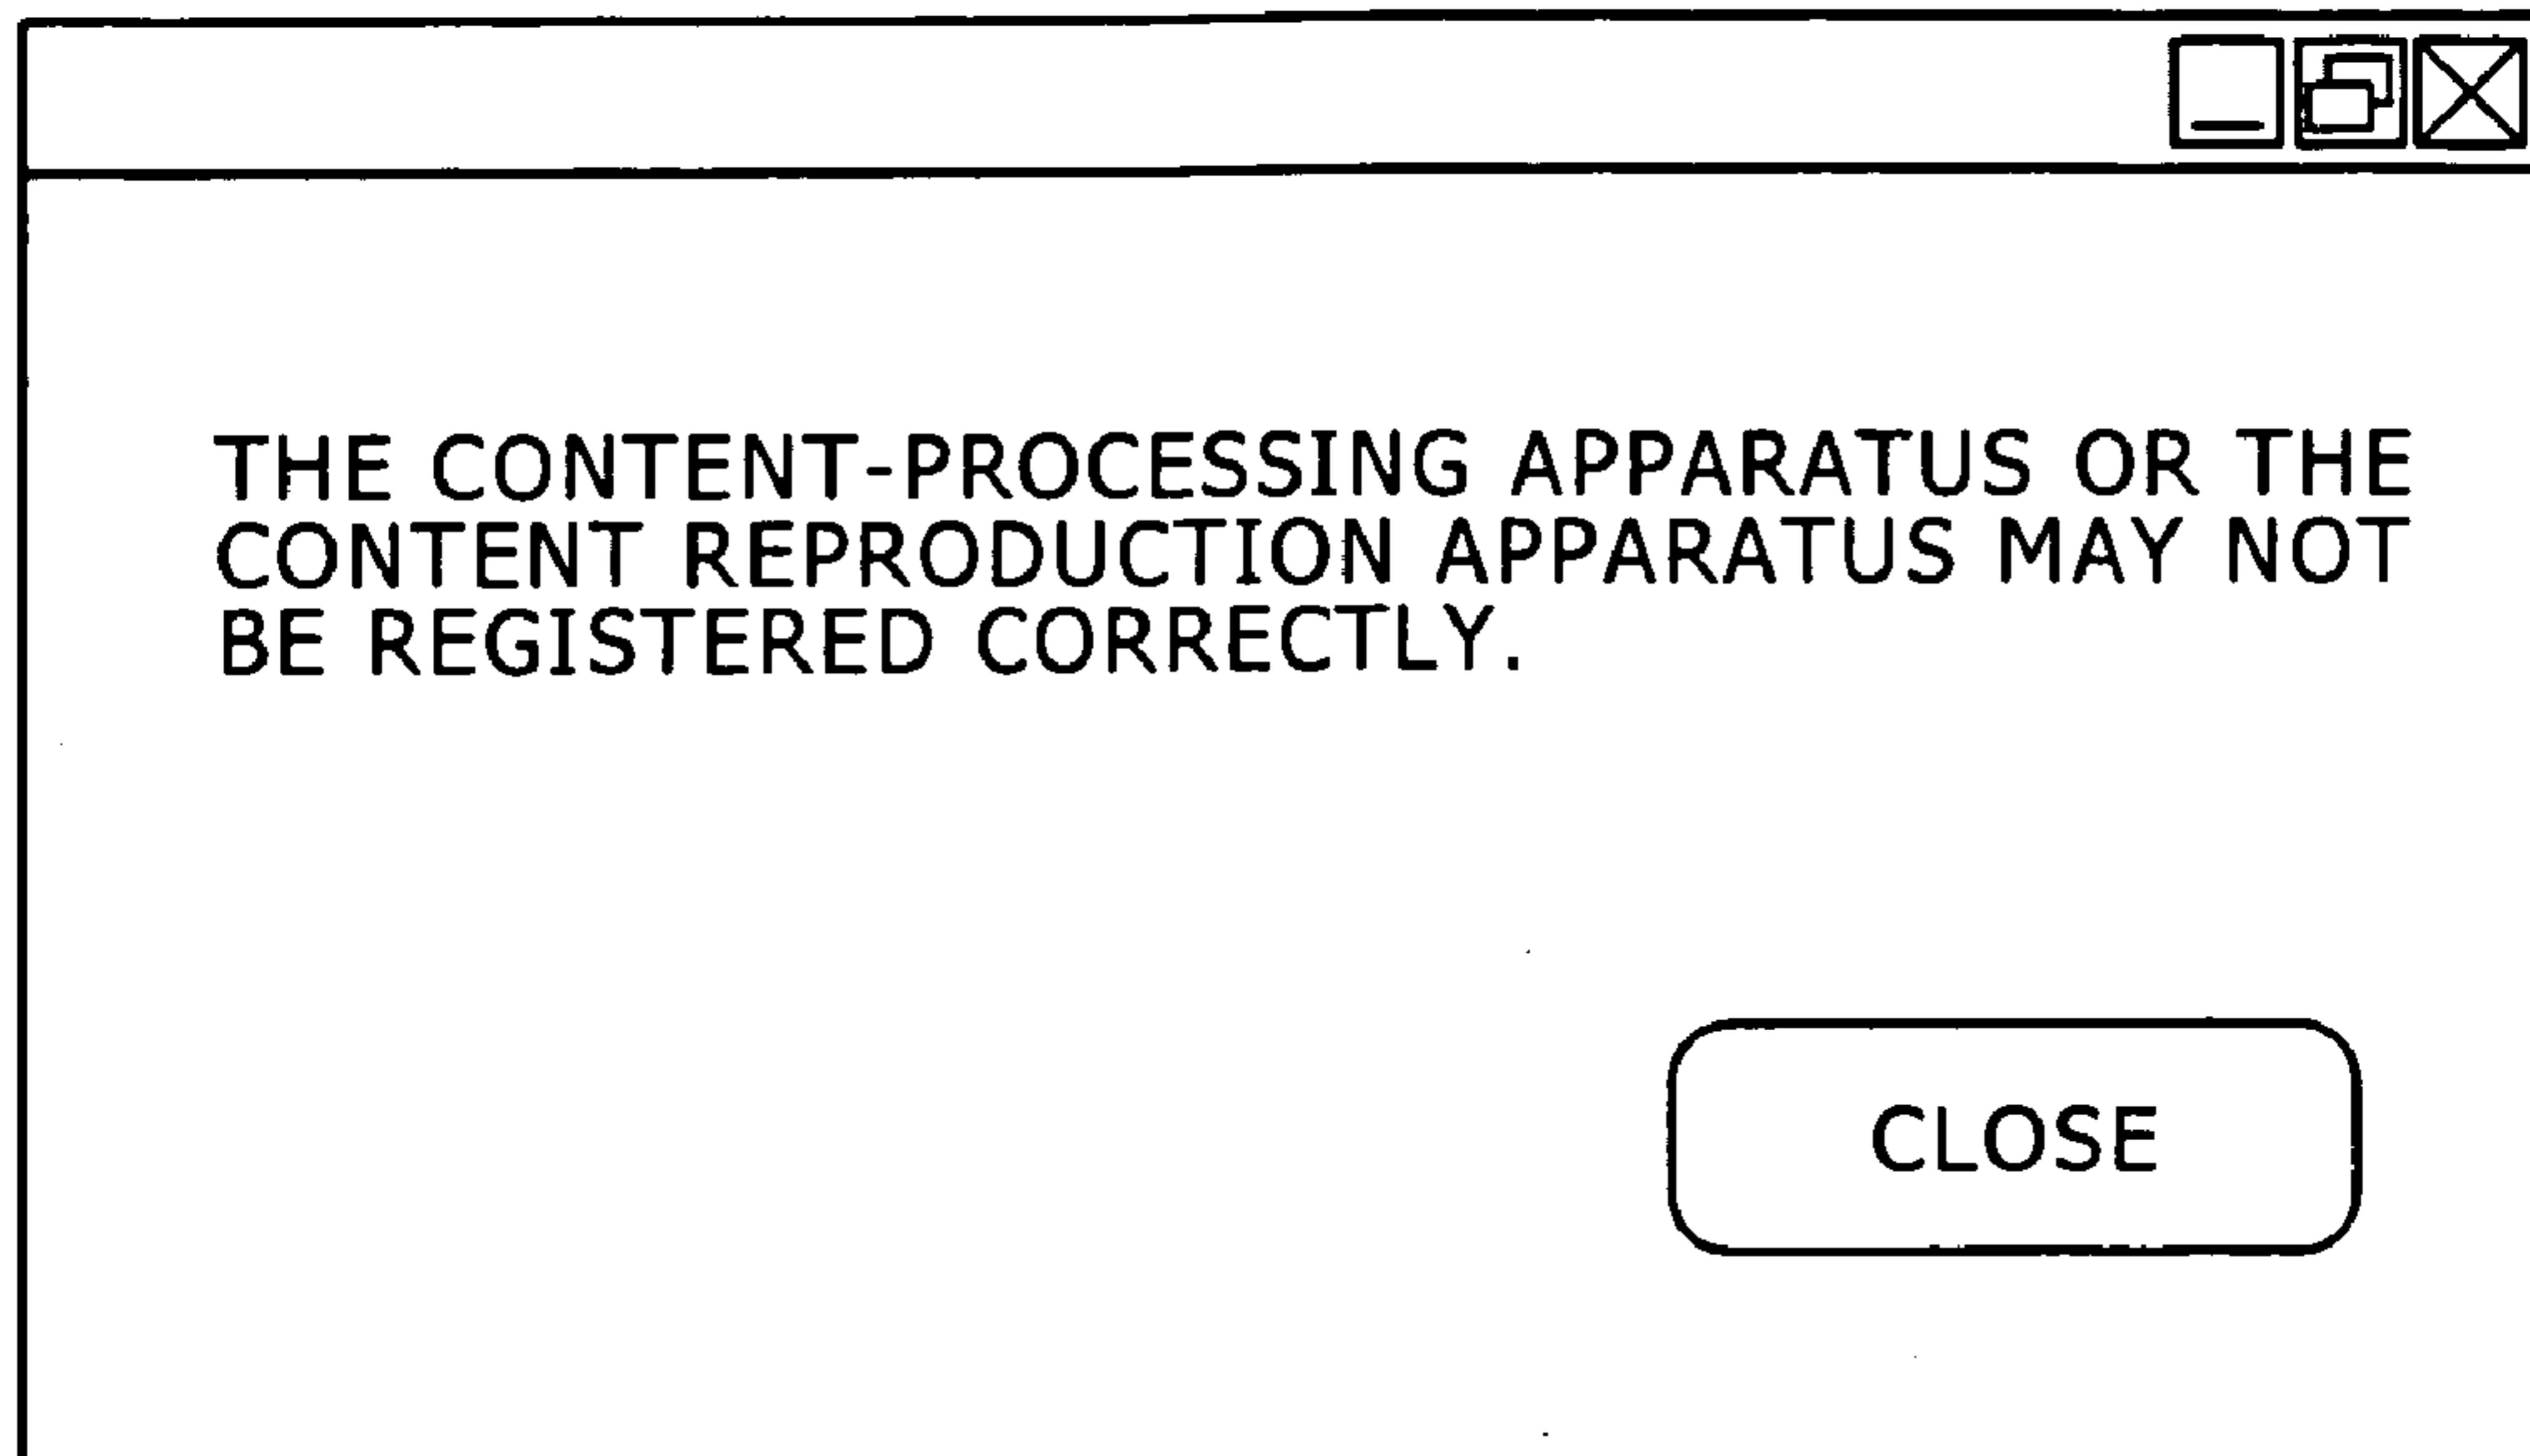 THE CONTENT-PROCESSING APPARATUS OR THE
CONTENT REPRODUCTION APPARATUS MAY NOT
BE REGISTERED CORRECTLY.
CLOSE